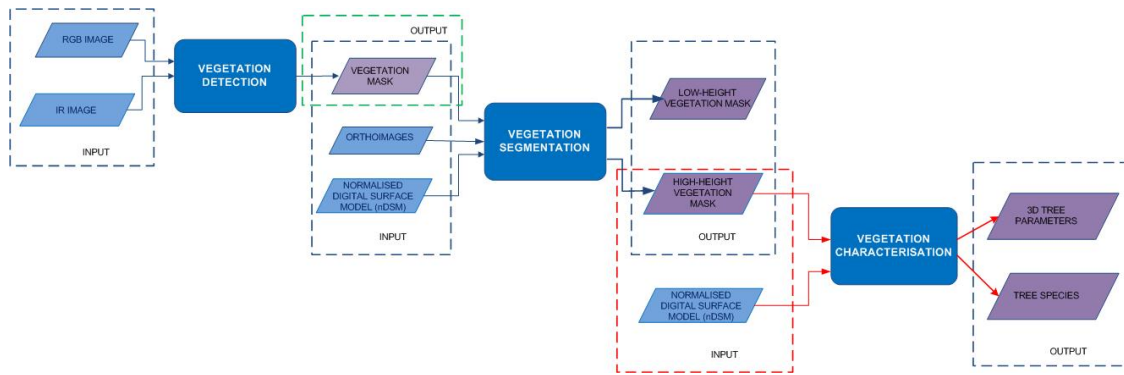 RGB IMAGE
IR IMAGE
INPUT
VEGETATION
DETECTION
OUTPUT
VEGETATION
MASK
ORTHOIMAGES
NORMALISED
DIGITAL SURFACE
MODEL (nDSM)
INPUT
VEGETATION
SEGMENTATION
LOW-HEIGHT
VEGETATION MASK
HIGH-HEIGHT
VEGETATION
MASK
OUTPUT
NORMALISED
DIGITAL SURFACE
MODEL (nDSM)
INPUT
VEGETATION
CHARACTERISATION
3D TREE
PARAMETERS
TREE SPECIES
OUTPUT